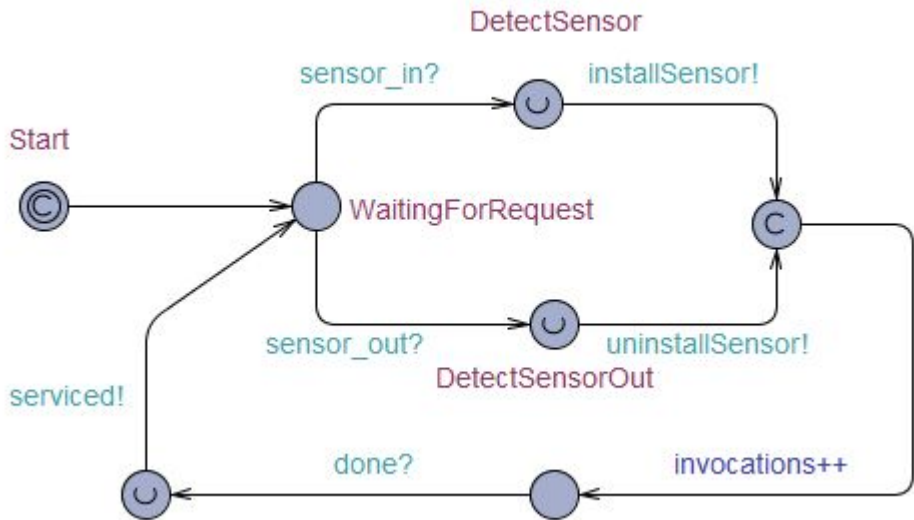 DetectSensor
sensor_in?
installSensor!
Start
C
WaitingForRequest
C
sensor_out?
uninstallSensor!
DetectSensorOut
serviced!
done?
invocations++